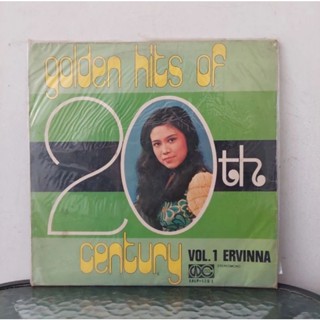 golden hits of
20th
century
VOL. 1 ERVINNA